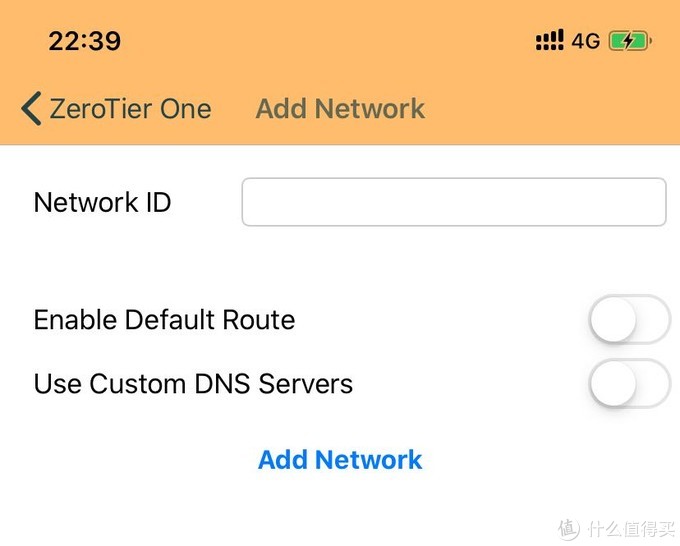 22:39 4G
ZeroTier One Add Network
Network ID
Enable Default Route
Use Custom DNS Servers
Add Network
值 什么值得买